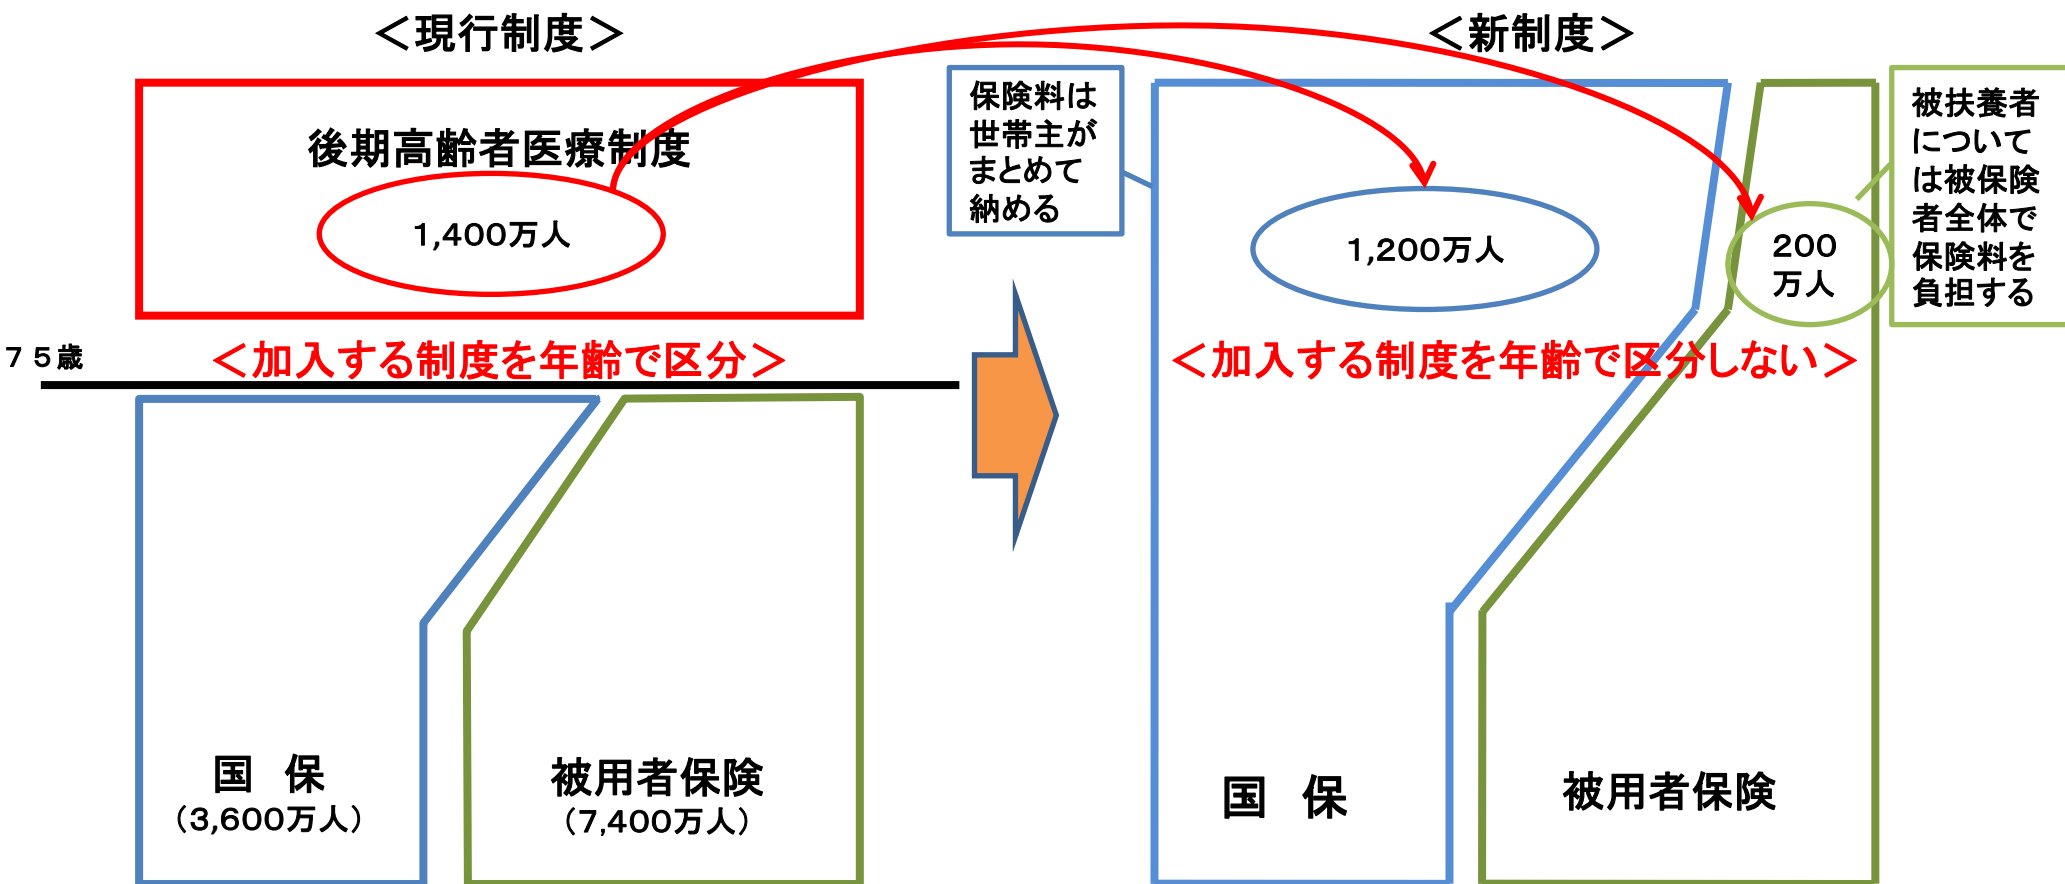 ＜現行制度＞
後期高齢者医療制度
1,400万人
７５歳
＜加入する制度を年齢で区分＞
国　保
（3,600万人）
被用者保険
（7,400万人）
＜新制度＞
保険料は
世帯主が
まとめて
納める
1,200万人
200
万人
被扶養者
について
は被保険
者全体で
保険料を
負担する
＜加入する制度を年齢で区分しない＞
国　保
被用者保険